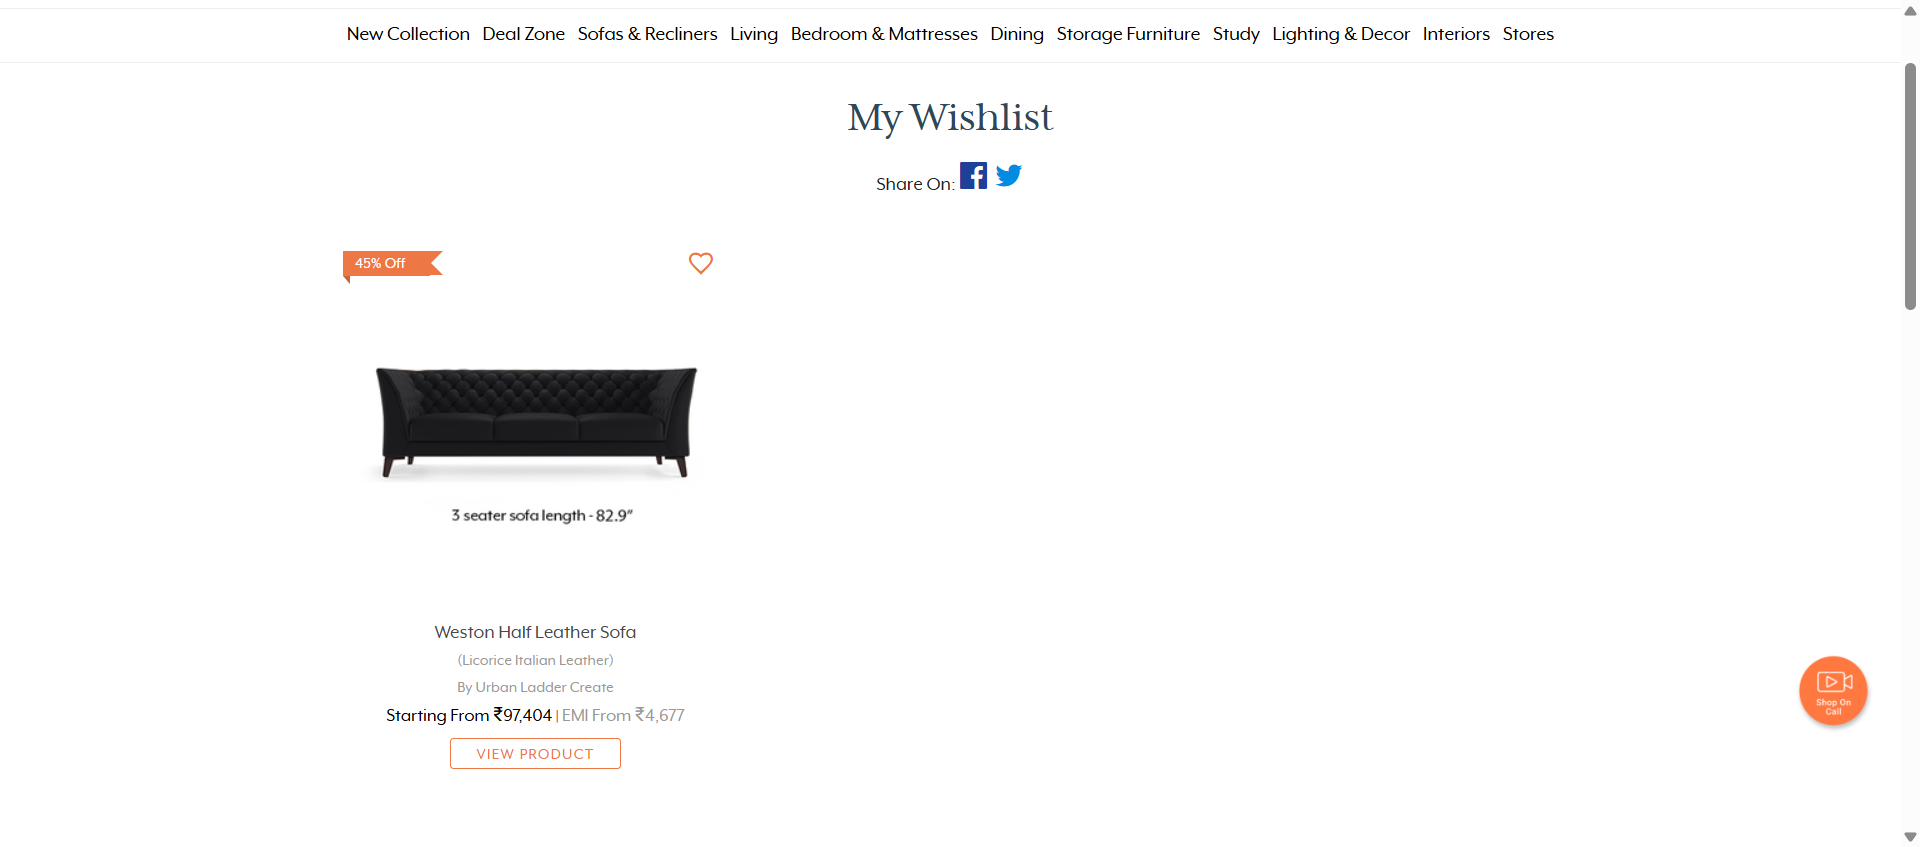 New Collection Deal Zone Sofas & Recliners Living Bedroom & Mattresses Dining Storage Furniture Study Lighting & Decor Interiors Stores
My Wishlist
Share On:
45% Off
3 seater sofa length - 82.9"
Weston Half Leather Sofa
(Licorice Italian Leather)
By Urban Ladder Create
Starting From ₹97,404 | EMI From ₹4,677
VIEW PRODUCT
Shop On
Call